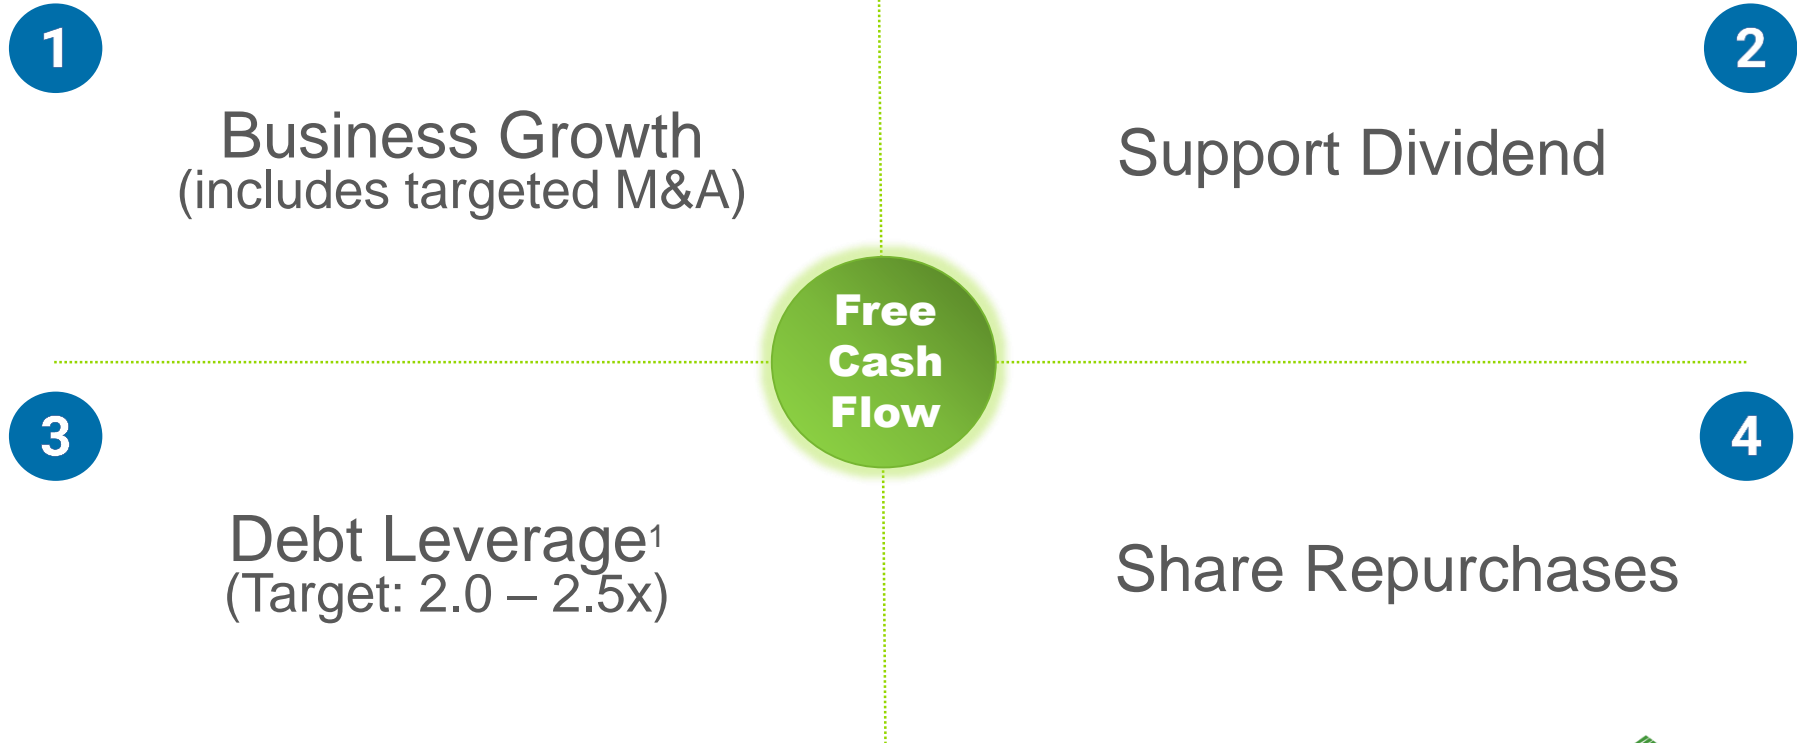 1
Business Growth
(includes targeted M&A)
2
Support Dividend
Free
Cash
Flow
3
Debt Leverage¹
(Target: 2.0 – 2.5x)
4
Share Repurchases